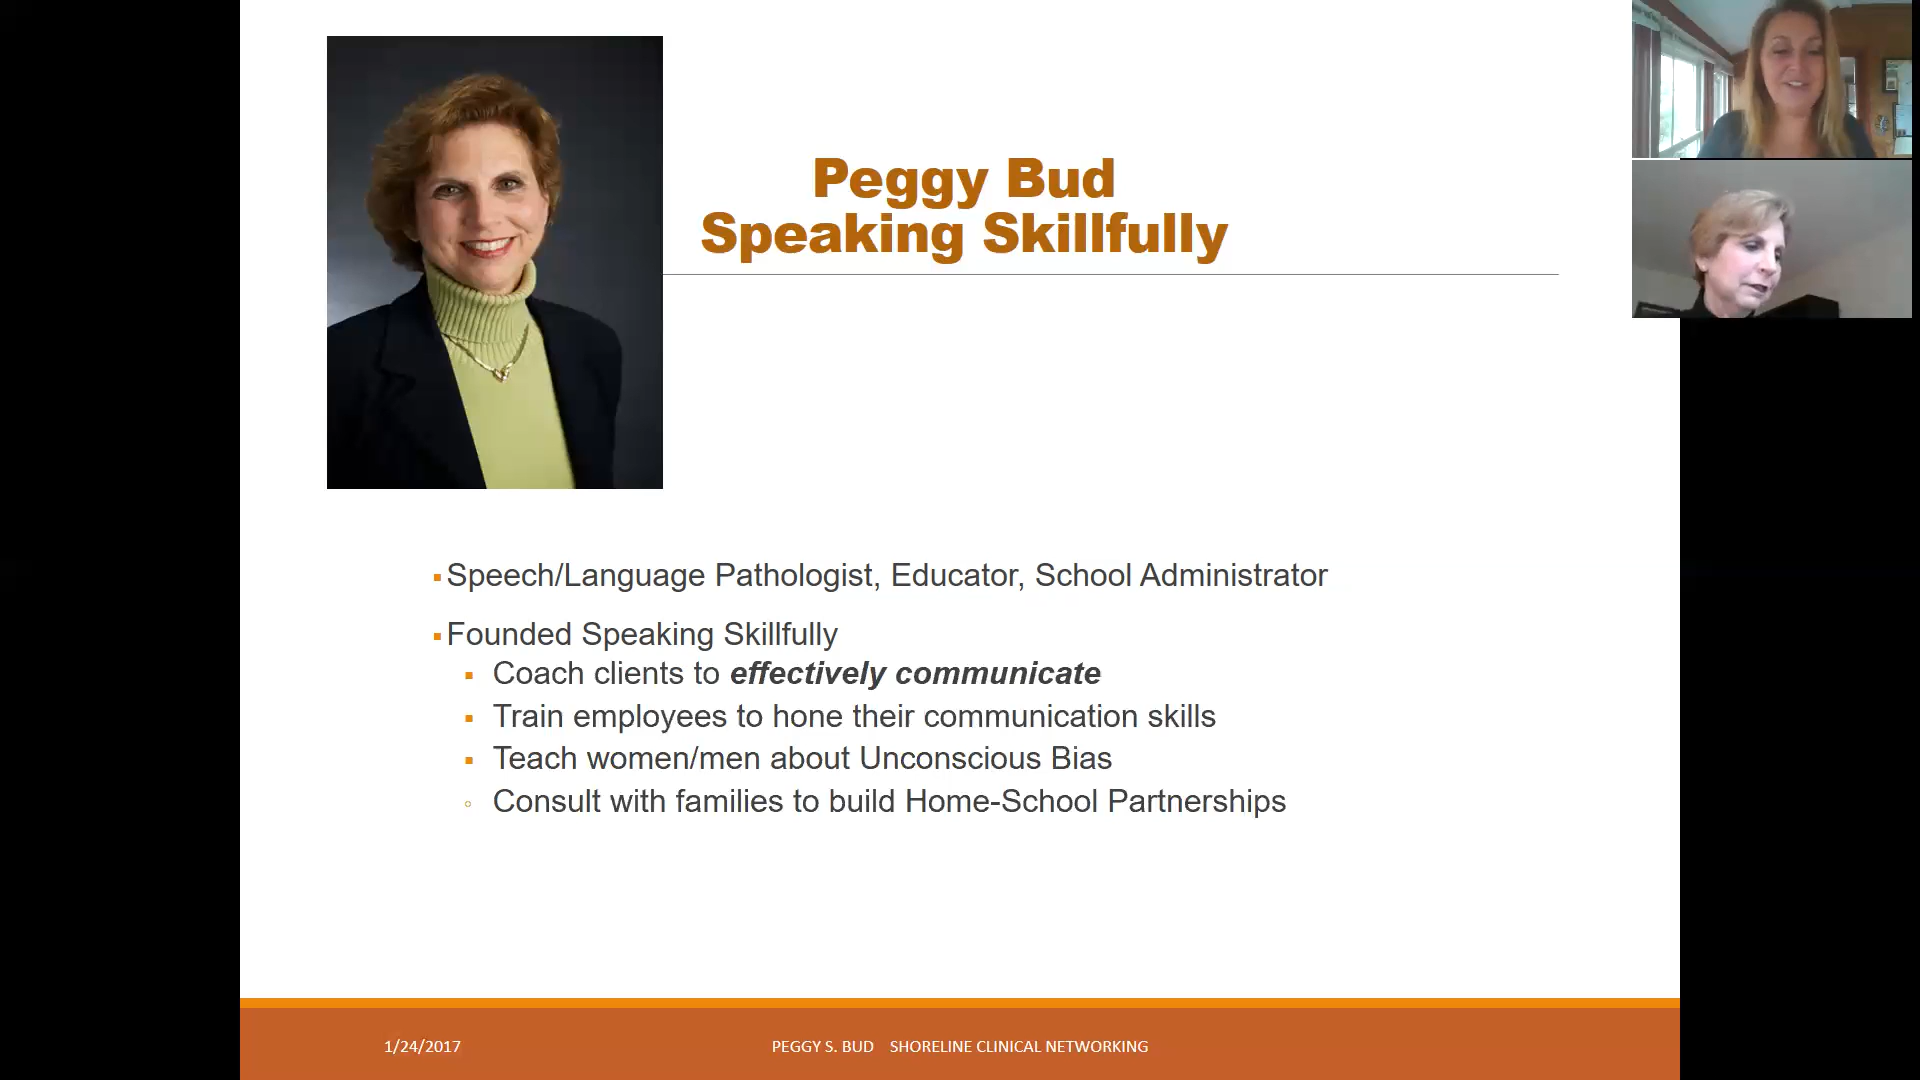 Peggy Bud
Speaking Skillfully
Speech/Language Pathologist, Educator, School Administrator
Founded Speaking Skillfully
Coach clients to effectively communicate
Train employees to hone their communication skills
Teach women/men about Unconscious Bias
Consult with families to build Home-School Partnerships
1/24/2017
PEGGY S. BUD SHORELINE CLINICAL NETWORKING